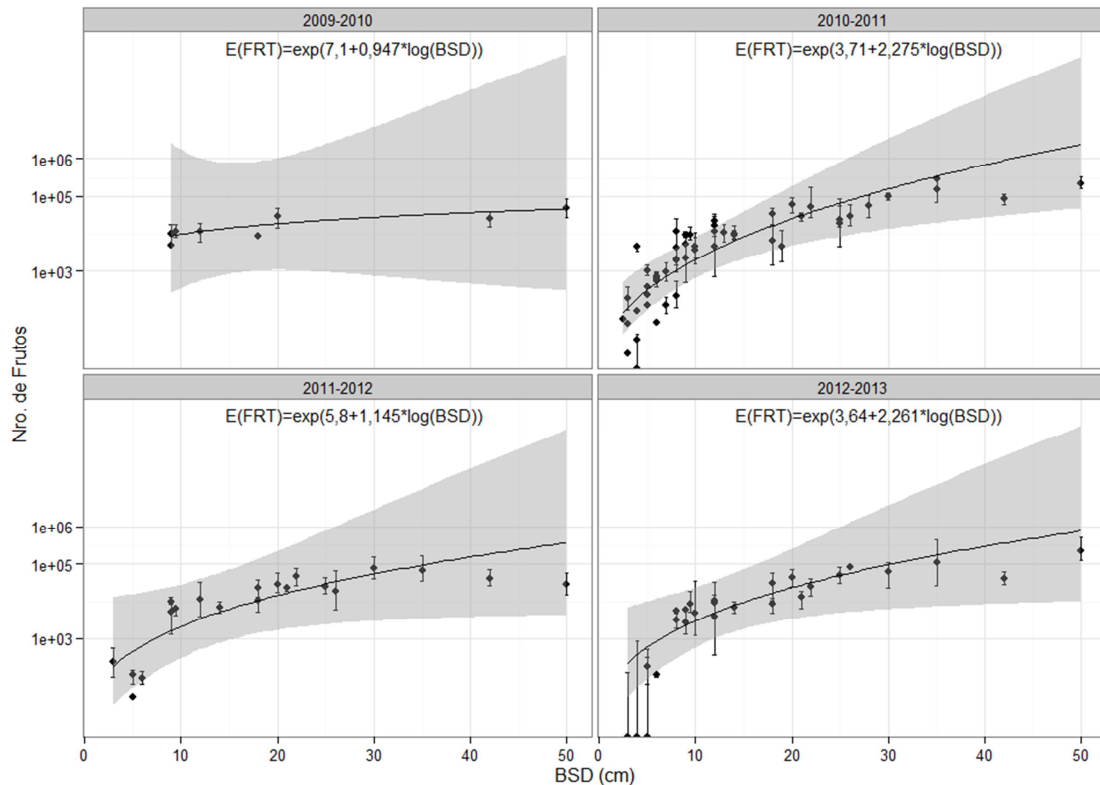 2009-2010
2010-2011
E(FRT)=exp(7,1+0,947*log(BSD))
E(FRT)=exp(3,71+2,275*log(BSD))
1e+06
1e+05
1e+03
2011-2012
2012-2013
E(FRT)=exp(5,8+1,145*log(BSD))
E(FRT)=exp(3,64+2,261*log(BSD))
1e+06
1e+05
1e+03
Nro. de Frutos
0 10 20 30 40 50 0 10 20 30 40 50
BSD (cm)